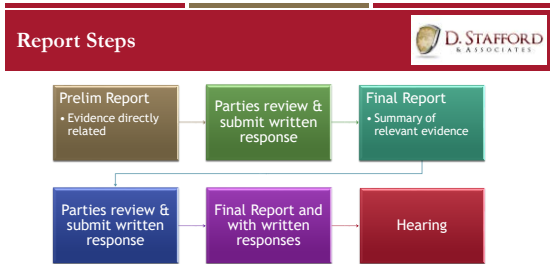 Report Steps
D. STAFFORD
& ASSOCIATES
Prelim Report
• Evidence directly
related
Parties review &
submit written
response
Final Report
• Summary of
relevant evidence
Parties review &
submit written
response
Final Report and
with written
responses
Hearing